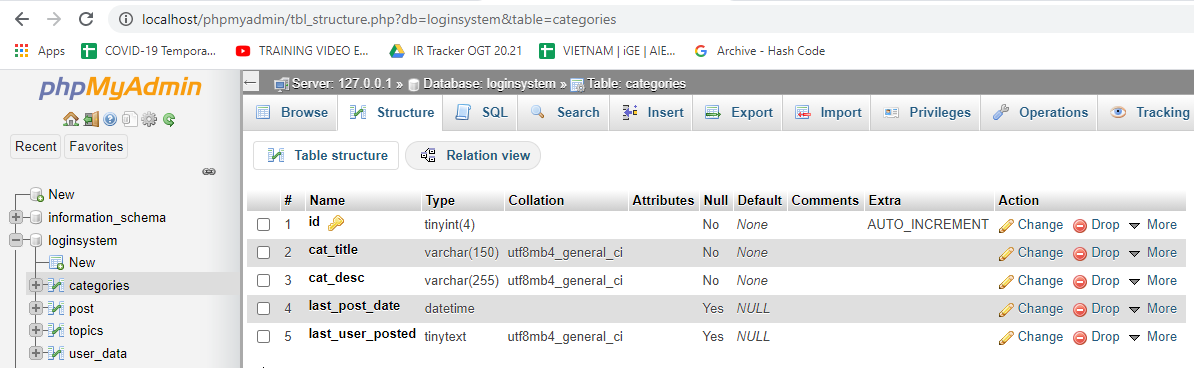 localhost/phpmyadmin/tbl_structure.php?db=loginsystem&table=categories
Apps COVID-19 Tempora... TRAINING VIDEO E... IR Tracker OGT 20.21 VIETNAM | iGE | AIE... Archive - Hash Code
phpMyAdmin
Recent Favorites
New
information_schema
loginsystem
New
categories
post
topics
user_data
Server: 127.0.0.1 » Database: loginsystem » Table: categories
Browse Structure SQL Search Insert Export Import Privileges Operations Tracking
Table structure Relation view
# Name Type Collation Attributes Null Default Comments Extra Action
1 id tinyint(4) No None AUTO_INCREMENT Change Drop More
2 cat_title varchar(150) utf8mb4_general_ci No None Change Drop More
3 cat_desc varchar(255) utf8mb4_general_ci No None Change Drop More
4 last_post_date datetime Yes NULL Change Drop More
5 last_user_posted tinytext utf8mb4_general_ci Yes NULL Change Drop More